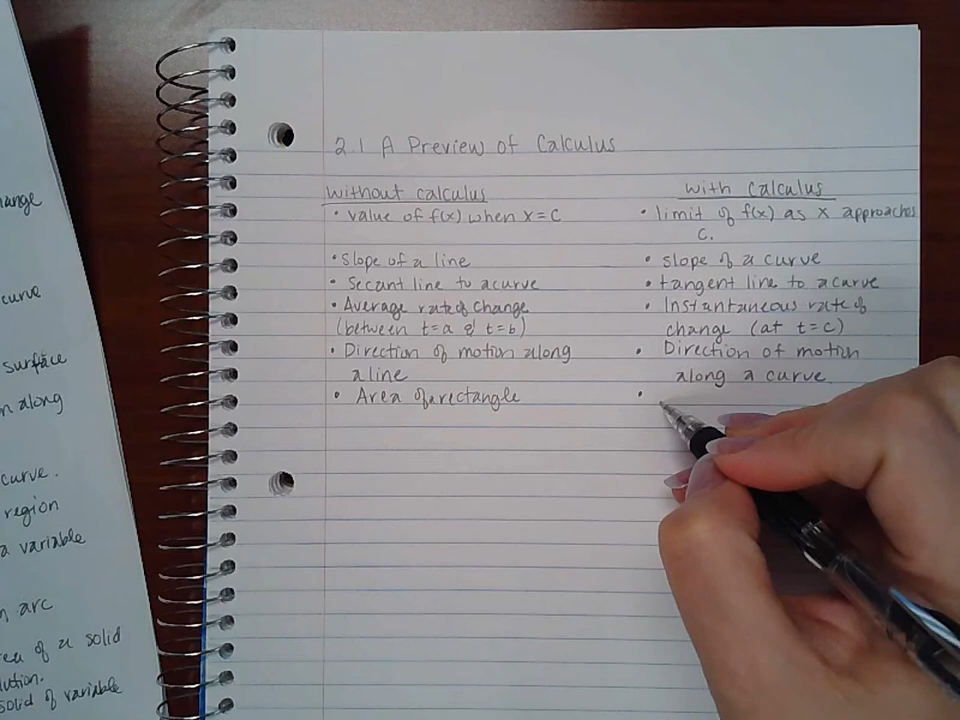 2.1 A Preview of Calculus
without calculus
• value of f(x) when x = c
• Slope of a line
• Secant line to a curve
• Average rate of change
(between t=a & t=b)
• Direction of motion along
a line
• Area of a rectangle
with calculus
• limit of f(x) as x approaches
c.
• slope of a curve
• tangent line to a curve
• Instantaneous rate of
change (at t=c)
• Direction of motion
along a curve.
•
curve
surface
along
curve.
region
a variable
arc
of a solid
solid of variable